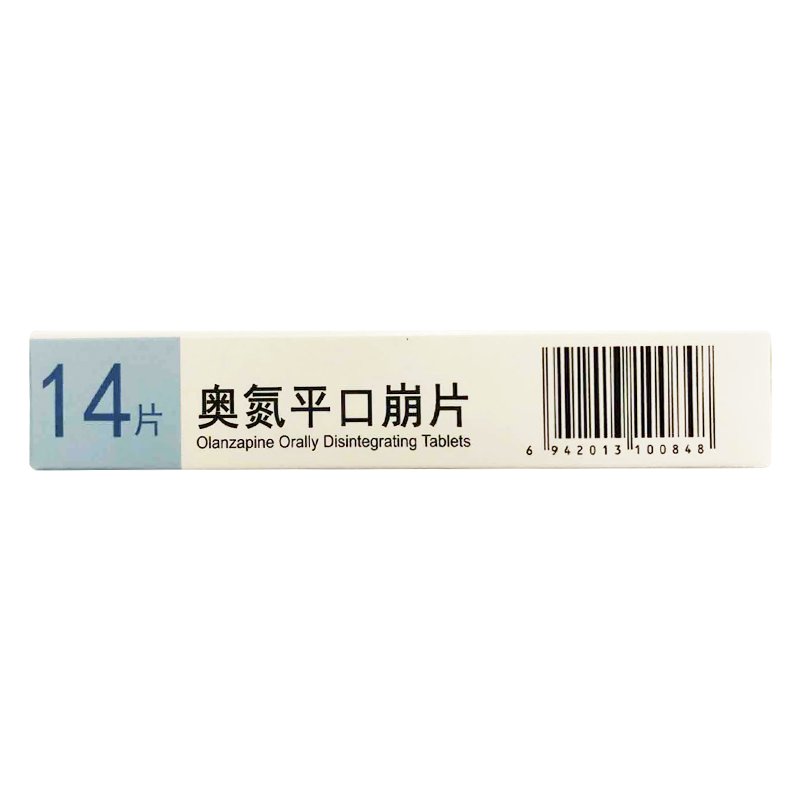 14片
奥氮平口崩片
Olanzapine Orally Disintegrating Tablets
6 942013 100848